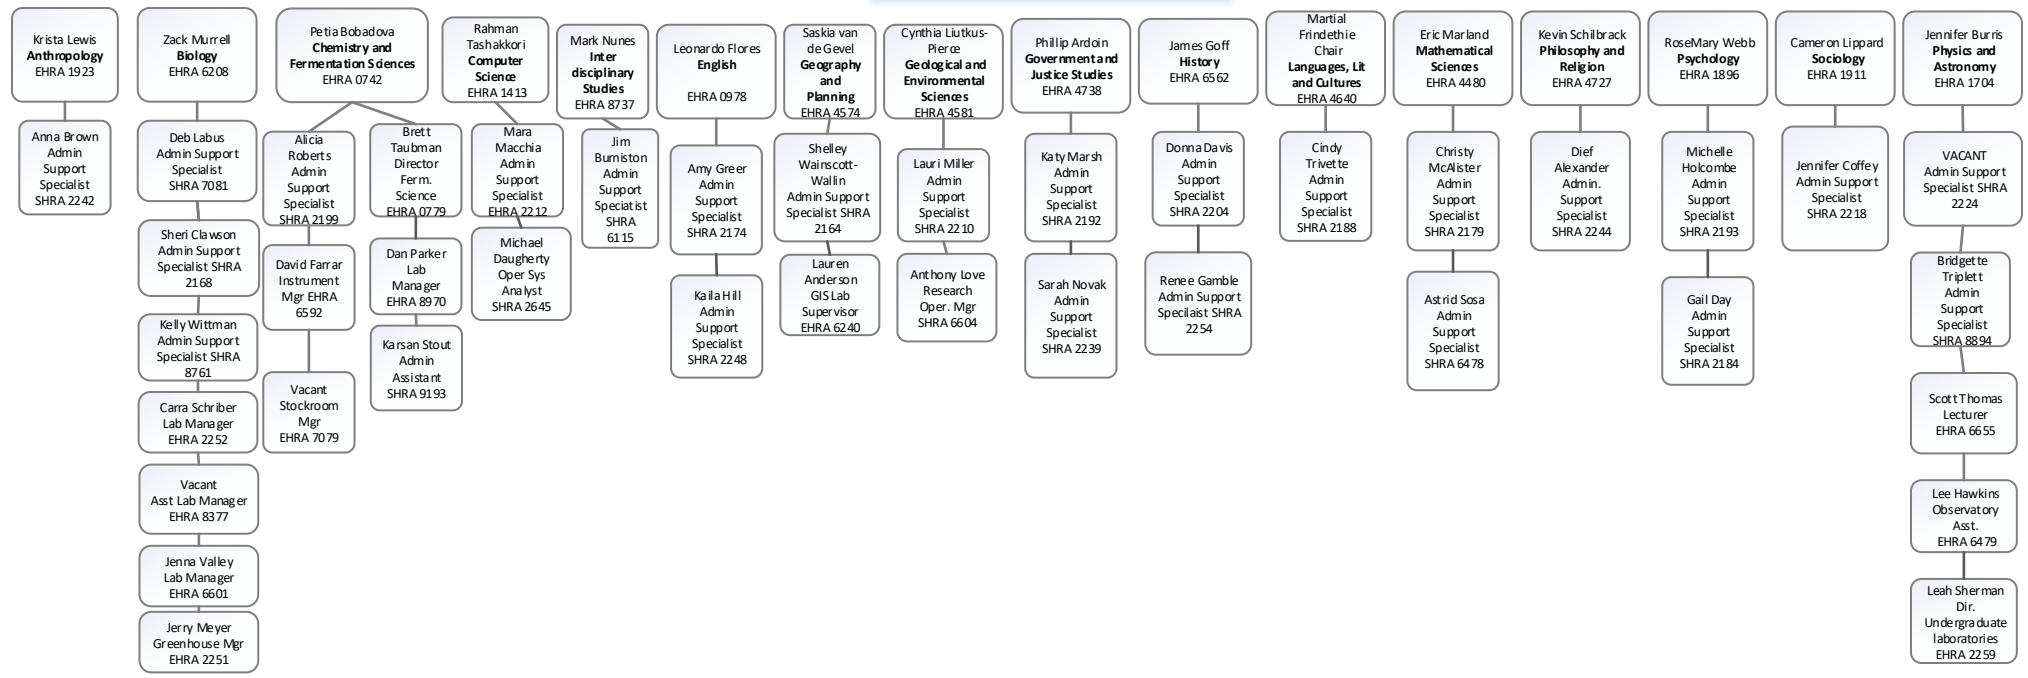 Krista Lewis
Anthropology
EHRA 1923
Anna Brown
Admin
Support
Specialist
SHRA 2242
Zack Murrell
Biology
EHRA 6208
Deb Labus
Admin Support
Specialist
SHRA 7081
Sheri Clawson
Admin Support
Specialist SHRA
2168
Kelly Wittman
Admin Support
Specialist SHRA
8761
Carra Schriber
Lab Manager
EHRA 2252
Vacant
Asst Lab Manager
EHRA 8377
Jenna Valley
Lab Manager
EHRA 6601
Jerry Meyer
Greenhouse Mgr
EHRA 2251
Petia Bobadova
Chemistry and
Fermentation Sciences
EHRA 0742
Alicia
Roberts
Admin
Support
Specialist
SHRA 2199
David Farrar
Instrument
Mgr EHRA
6592
Vacant
Stockroom
Mgr
EHRA 7079
Brett
Taubman
Director
Ferm.
Science
EHRA 0779
Dan Parker
Lab
Manager
EHRA 8970
Karsan Stout
Admin
Assistant
SHRA 9193
Rahman
Tashakkori
Computer
Science
EHRA 1413
Mara
Macchia
Admin
Support
Specialist
EHRA 2212
Michael
Daugherty
Oper Sys
Analyst
SHRA 2645
Mark Nunes
Inter
disciplinary
Studies
EHRA 8737
Jim
Burniston
Admin
Support
Speciatist
SHRA
6115
Leonardo Flores
English
EHRA 0978
Amy Greer
Admin
Support
Specialist
SHRA 2174
Kaila Hill
Admin
Support
Specialist
SHRA 2248
Saskia van
de Gevel
Geography
and
Planning
EHRA 4574
Shelley
Wainscott-
Wallin
Admin Support
Specialist SHRA
2164
Lauren
Anderson
GIS Lab
Supervisor
EHRA 6240
Cynthia Liutkus-
Pierce
Geological and
Environmental
Sciences
EHRA 4581
Lauri Miller
Admin
Support
Specialist
SHRA 2210
Anthony Love
Research
Oper. Mgr
SHRA 6604
Phillip Ardoin
Government and
Justice Studies
EHRA 4738
Katy Marsh
Admin
Support
Specialist
SHRA 2192
Sarah Novak
Admin
Support
Specialist
SHRA 2239
James Goff
History
EHRA 6562
Donna Davis
Admin
Support
Specialist
SHRA 2204
Renee Gamble
Admin Support
Specilaist SHRA
2254
Martial
Frindethie
Chair
Languages, Lit
and Cultures
EHRA 4640
Cindy
Trivette
Admin
Support
Specialist
SHRA 2188
Eric Marland
Mathematical
Sciences
EHRA 4480
Christy
McAlister
Admin
Support
Specialist
SHRA 2179
Astrid Sosa
Admin
Support
Specialist
SHRA 6478
Kevin Schilbrack
Philosophy and
Religion
EHRA 4727
Dief
Alexander
Admin.
Support
Specialist
SHRA 2244
RoseMary Webb
Psychology
EHRA 1896
Michelle
Holcombe
Admin
Support
Specialist
SHRA 2193
Gail Day
Admin
Support
Specialist
SHRA 2184
Cameron Lippard
Sociology
EHRA 1911
Jennifer Coffey
Admin Support
Specialist
SHRA 2218
Jennifer Burris
Physics and
Astronomy
EHRA 1704
VACANT
Admin Support
Specialist SHRA
2224
Bridgette
Triplett
Admin
Support
Specialist
SHRA 8894
Scott Thomas
Lecturer
EHRA 6655
Lee Hawkins
Observatory
Asst.
EHRA 6479
Leah Sherman
Dir.
Undergraduate
laboratories
EHRA 2259